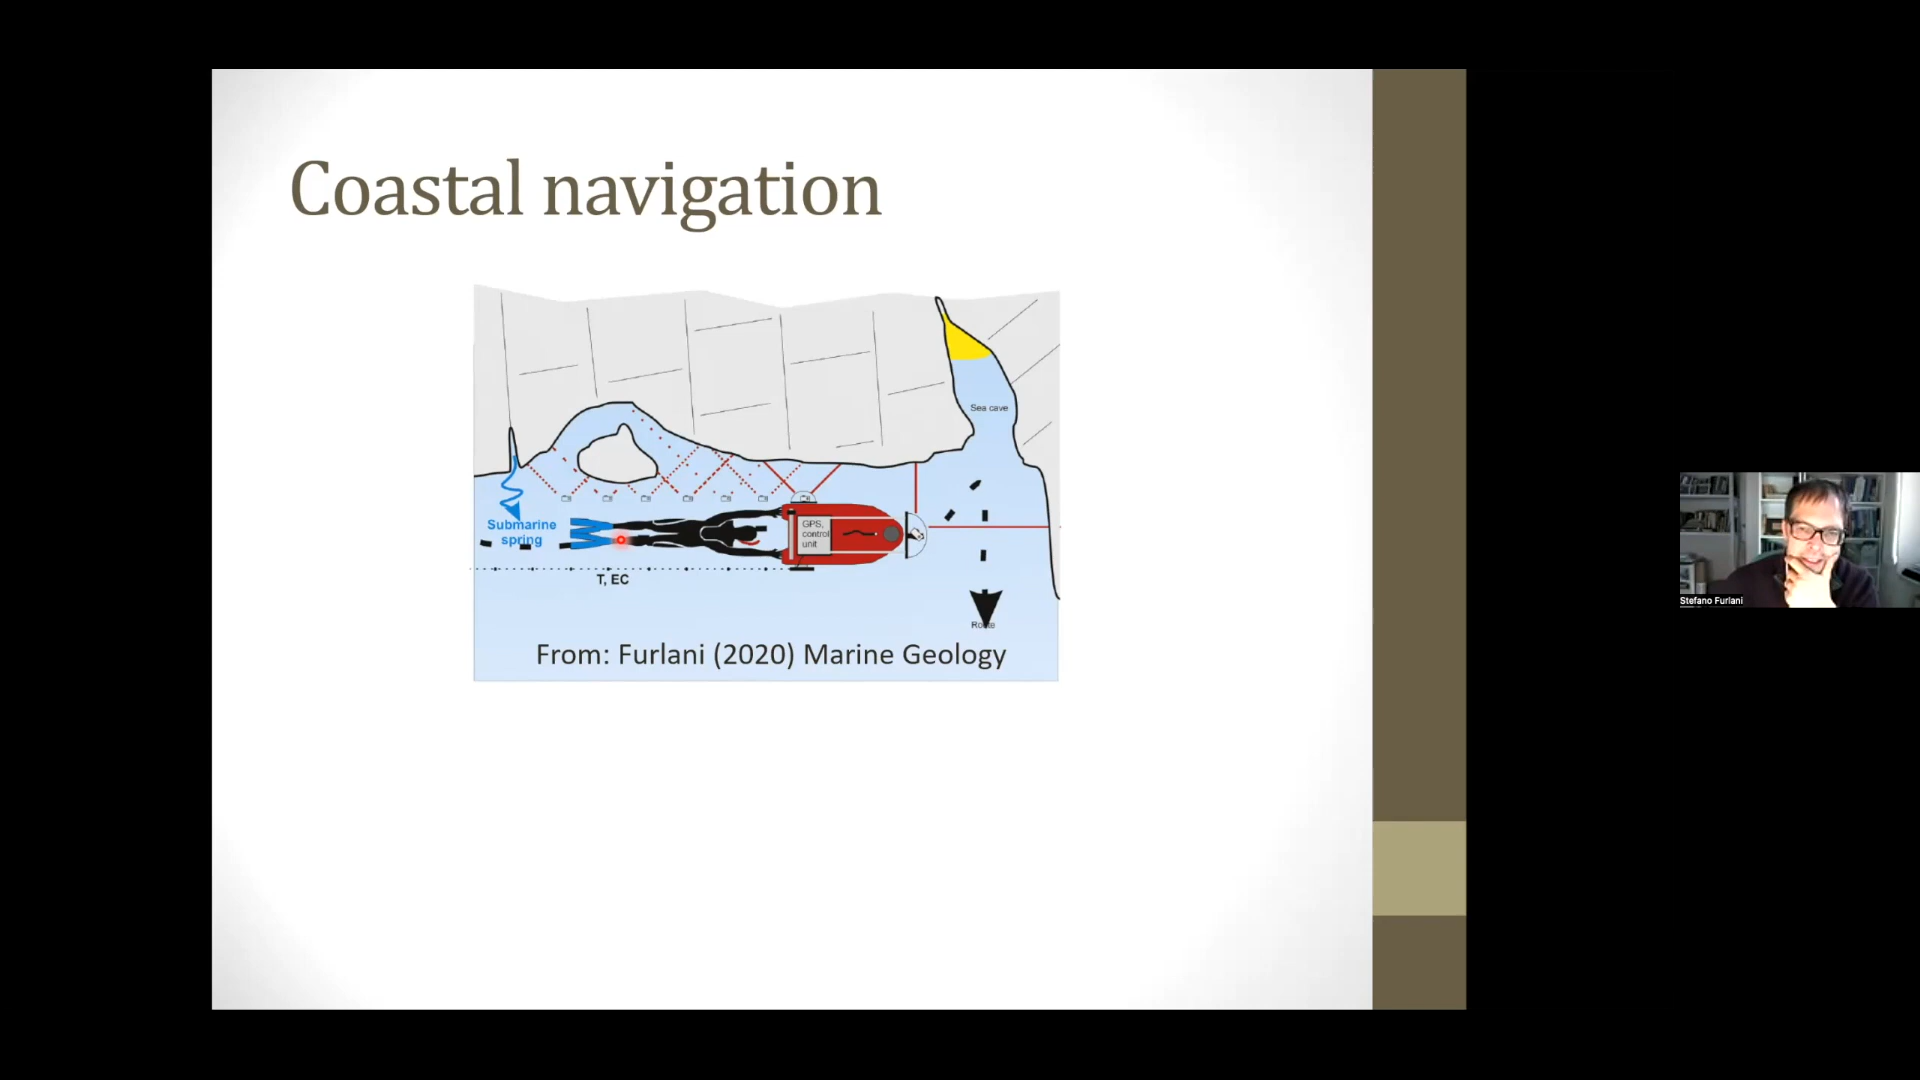 Coastal navigation
Sea cave
Submarine
spring
GPS,
control
unit
T, EC
Route
From: Furlani (2020) Marine Geology
Stefano Furlani